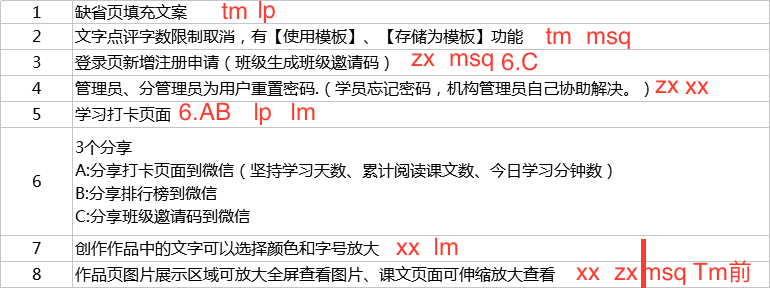 1 缺省页填充文案 tm lp
2 文字点评字数限制取消，有【使用模板】、【存储为模板】功能 tm msq
3 登录页新增注册申请（班级生成班级邀请码） zx msq 6.C
4 管理员、分管理员为用户重置密码.（学员忘记密码，机构管理员自己协助解决。） zx xx
5 学习打卡页面 6.AB lp lm
3个分享
A:分享打卡页面到微信（坚持学习天数、累计阅读课文数、今日学习分钟数）
6 B:分享排行榜到微信
C:分享班级邀请码到微信
7 创作作品中的文字可以选择颜色和字号放大 xx lm
8 作品页图片展示区域可放大全屏查看图片、课文页面可伸缩放大查看 xx zx msq Tm前